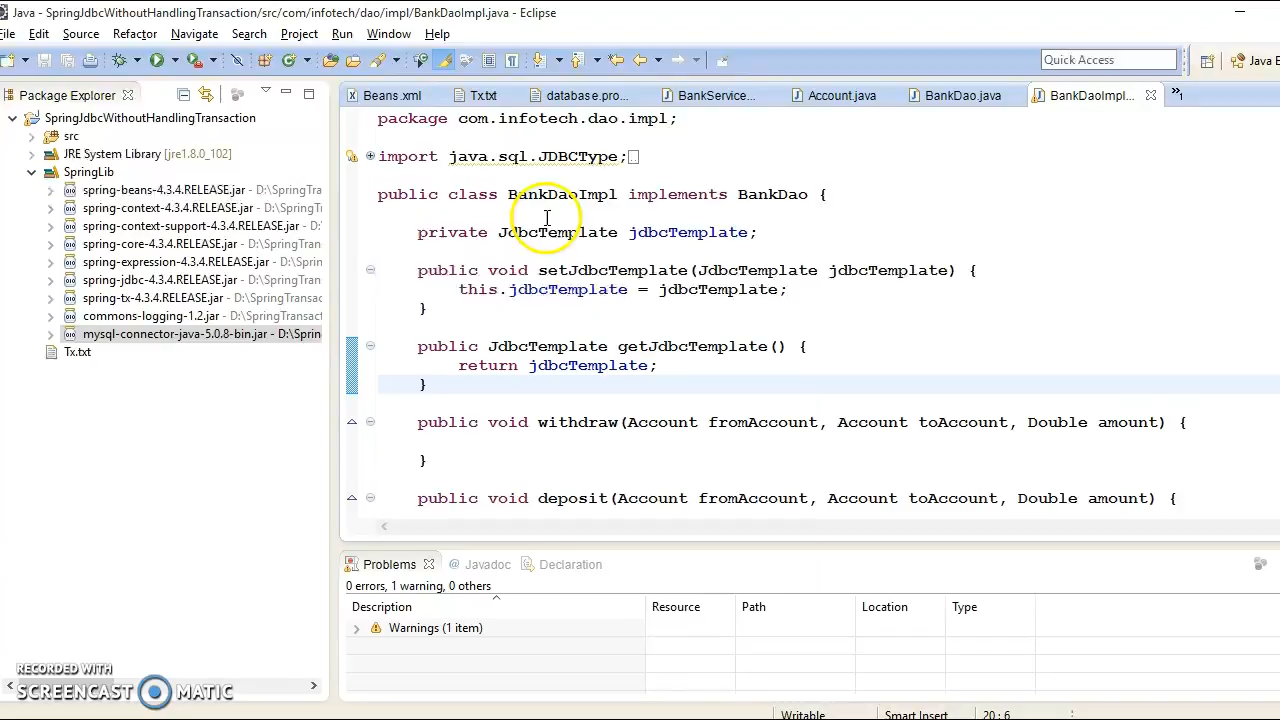 Java - SpringJdbcWithoutHandlingTransaction/src/com/infotech/dao/impl/BankDaoImpl.java - Eclipse
File Edit Source Refactor Navigate Search Project Run Window Help
Quick Access
Java E
Package Explorer
Beans.xml
Tx.txt
database.pro...
BankService...
Account.java
BankDao.java
BankDaoImpl...
1
SpringJdbcWithoutHandlingTransaction
src
JRE System Library [jre1.8.0_102]
SpringLib
spring-beans-4.3.4.RELEASE.jar - D:\SpringTr
spring-context-4.3.4.RELEASE.jar - D:\Spring
spring-context-support-4.3.4.RELEASE.jar - D
spring-core-4.3.4.RELEASE.jar - D:\SpringTra
spring-expression-4.3.4.RELEASE.jar - D:\Spri
spring-jdbc-4.3.4.RELEASE.jar - D:\SpringTra
spring-tx-4.3.4.RELEASE.jar - D:\SpringTransa
commons-logging-1.2.jar - D:\SpringTransac
mysql-connector-java-5.0.8-bin.jar - D:\Sprin
Tx.txt
package com.infotech.dao.impl;
import java.sql.JDBCType;
public class BankDaoImpl implements BankDao {
private JdbcTemplate jdbcTemplate;
public void setJdbcTemplate(JdbcTemplate jdbcTemplate) {
this.jdbcTemplate = jdbcTemplate;
}
public JdbcTemplate getJdbcTemplate() {
return jdbcTemplate;
}
public void withdraw(Account fromAccount, Account toAccount, Double amount) {
}
public void deposit(Account fromAccount, Account toAccount, Double amount) {
Problems
@ Javadoc
Declaration
0 errors, 1 warning, 0 others
Description Resource Path Location Type
Warnings (1 item)
RECORDED WITH
SCREENCAST MATIC
Writable Smart Insert 20 : 6